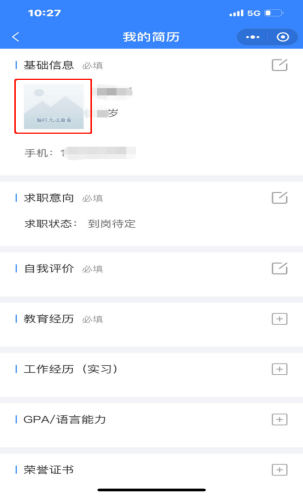 10:27
5G
我的简历
基础信息 必填
岁
手机：1
求职意向 必填
求职状态： 到岗待定
自我评价 必填
教育经历 必填
工作经历（实习）
GPA/语言能力
荣誉证书